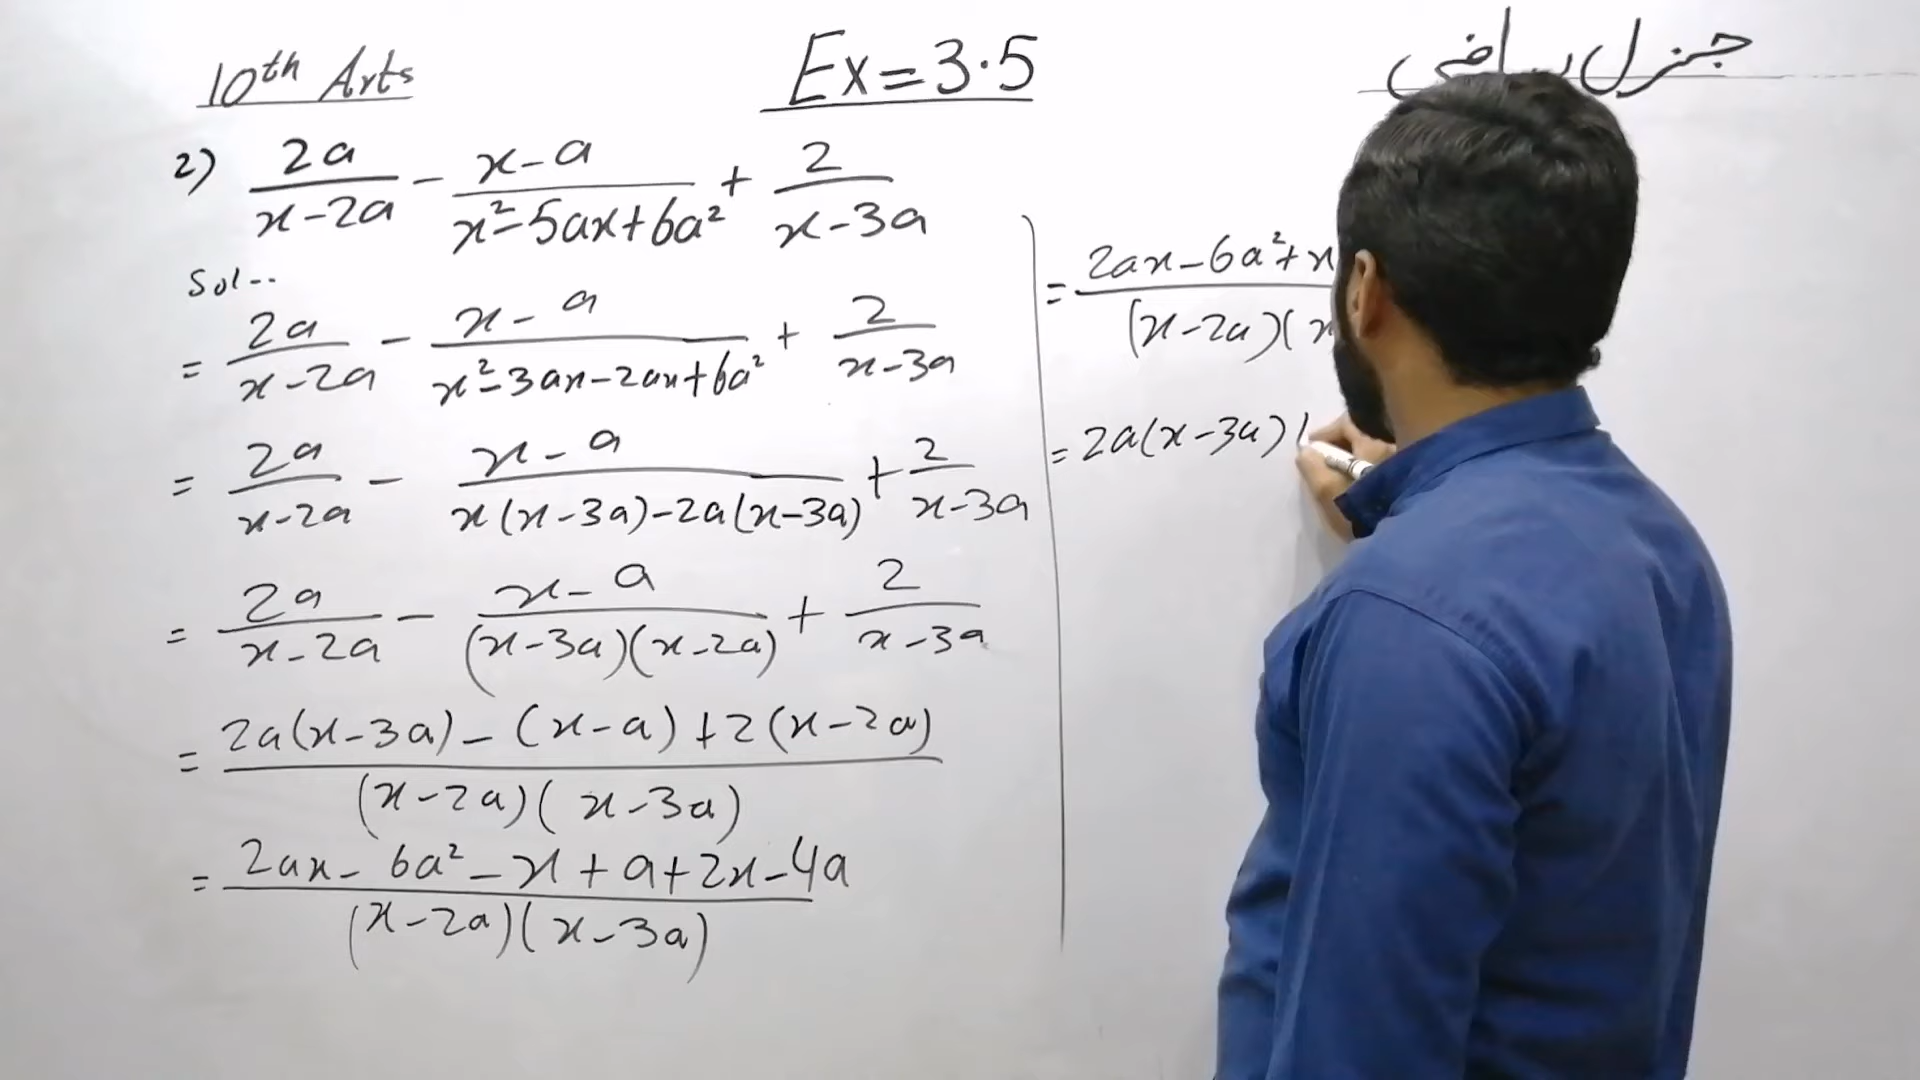 10th Arts Ex=3.5 جنرل ریاضی
2) 2a/(x-2a) - (x-a)/(x²-5ax+6a²) + 2/(x-3a)
Sol..
= 2a/(x-2a) - (x-a)/(x²-3ax-2ax+6a²) + 2/(x-3a)
= 2a/(x-2a) - (x-a)/(x(x-3a)-2a(x-3a)) + 2/(x-3a)
= 2a/(x-2a) - (x-a)/((x-3a)(x-2a)) + 2/(x-3a)
= (2a(x-3a)-(x-a)+2(x-2a))/((x-2a)(x-3a))
= (2ax-6a²-x+a+2x-4a)/((x-2a)(x-3a))
= 2ax-6a²+x
(x-2a)(x
= 2a(x-3a)